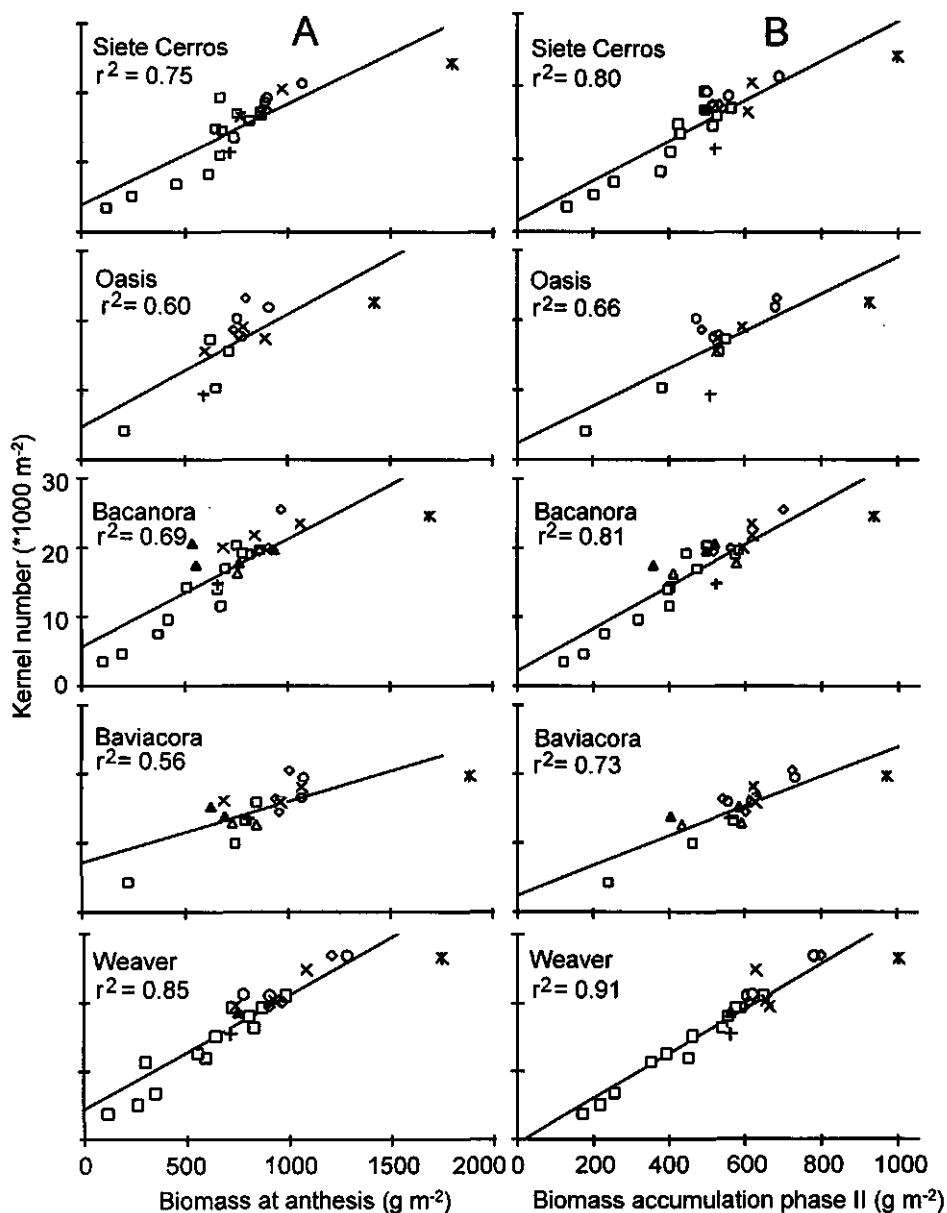 A
B
Siete Cerros
r² = 0.75
Siete Cerros
r² = 0.80
Oasis
r² = 0.60
Oasis
r² = 0.66
Kernel number (*1000 m⁻²)
30
20
10
0
Bacanora
r² = 0.69
Bacanora
r² = 0.81
Baviacora
r² = 0.56
Baviacora
r² = 0.73
Weaver
r² = 0.85
Weaver
r² = 0.91
0 500 1000 1500 2000
0 200 400 600 800 1000
Biomass at anthesis (g m⁻²)
Biomass accumulation phase II (g m⁻²)